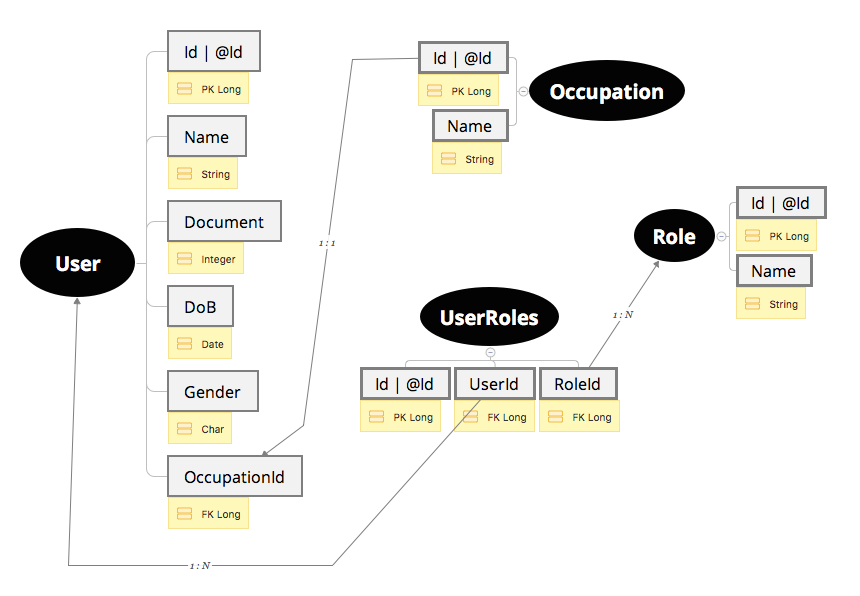 User
Id | @Id
PK Long
Name
String
Document
Integer
DoB
Date
Gender
Char
OccupationId
FK Long
1:1
Occupation
Id | @Id
PK Long
Name
String
Role
Id | @Id
PK Long
Name
String
1:N
UserRoles
Id | @Id
PK Long
UserId
FK Long
RoleId
FK Long
1:N